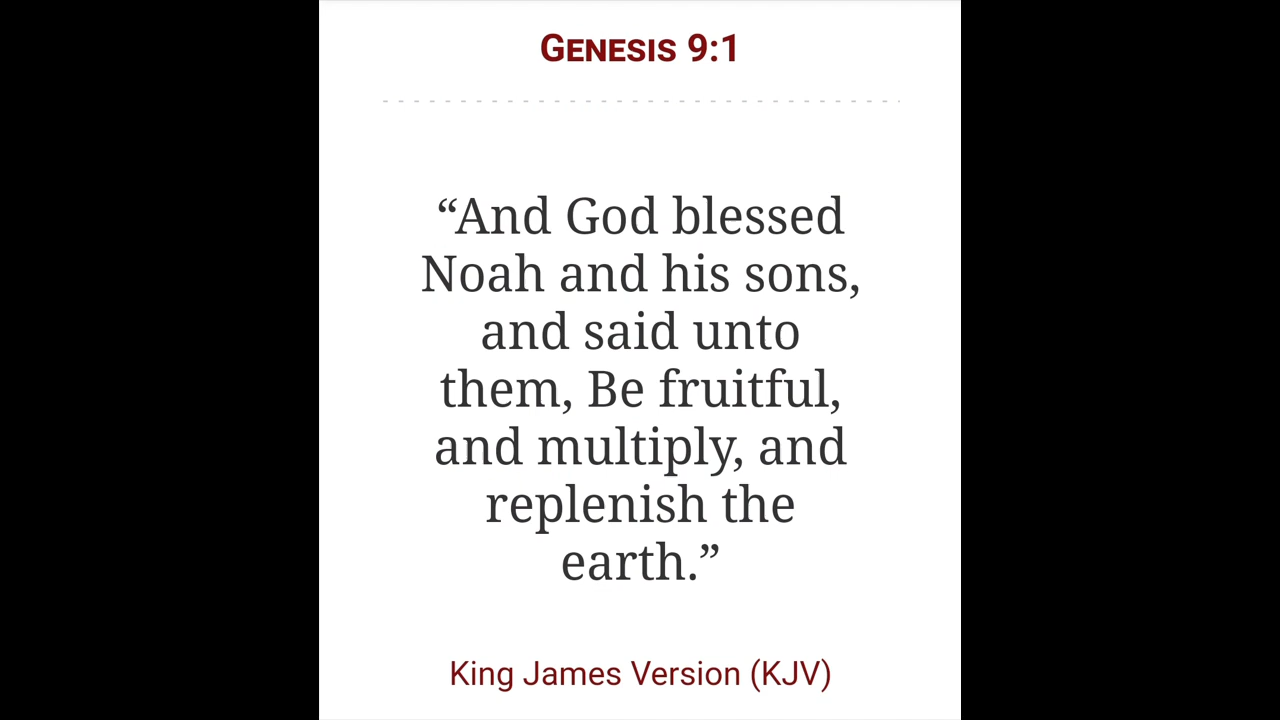 GENESIS 9:1
“And God blessed
Noah and his sons,
and said unto
them, Be fruitful,
and multiply, and
replenish the
earth.”
King James Version (KJV)